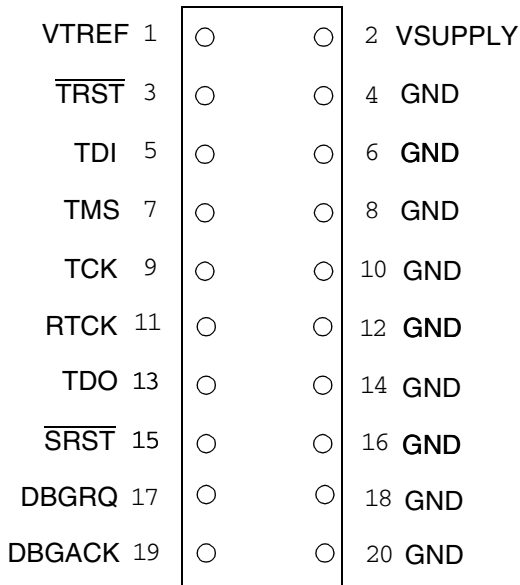 VTREF 1 2 VSUPPLY
TRST 3 4 GND
TDI 5 6 GND
TMS 7 8 GND
TCK 9 10 GND
RTCK 11 12 GND
TDO 13 14 GND
SRST 15 16 GND
DBGRQ 17 18 GND
DBGACK 19 20 GND